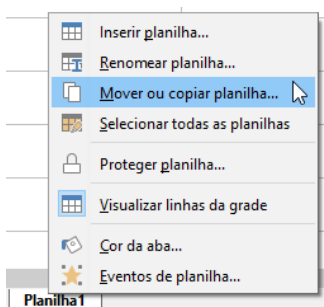 Inserir planilha...
Renomear planilha...
Mover ou copiar planilha...
Selecionar todas as planilhas
Proteger planilha...
Visualizar linhas da grade
Cor da aba...
Eventos de planilha...
Planilha1